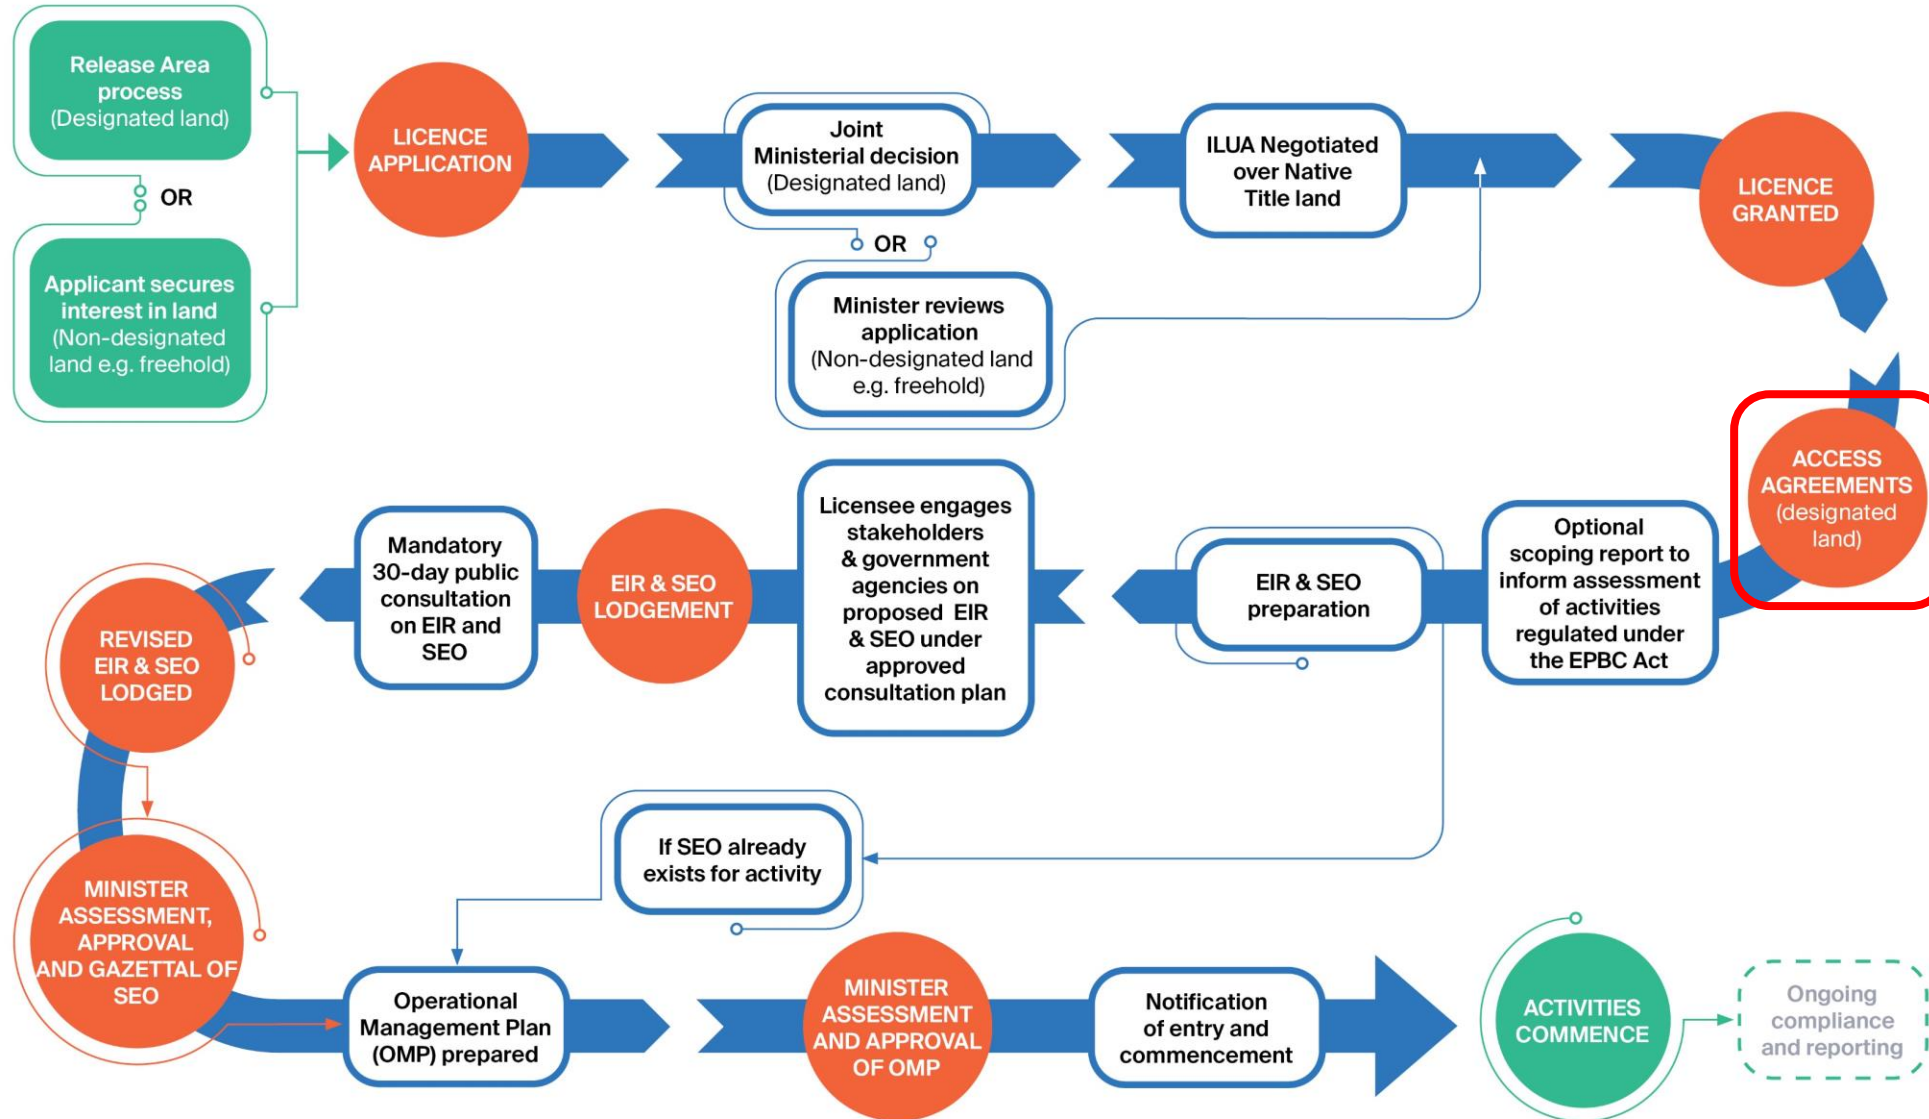 Release Area
process
(Designated land)
OR
Applicant secures
interest in land
(Non-designated
land e.g. freehold)
LICENCE
APPLICATION
Joint
Ministerial decision
(Designated land)
OR
Minister reviews
application
(Non-designated land
e.g. freehold)
ILUA Negotiated
over Native
Title land
LICENCE
GRANTED
ACCESS
AGREEMENTS
(designated
land)
Optional
scoping report to
inform assessment
of activities
regulated under
the EPBC Act
EIR & SEO
preparation
Licensee engages
stakeholders
& government
agencies on
proposed EIR
& SEO under
approved
consultation plan
EIR & SEO
LODGEMENT
Mandatory
30-day public
consultation
on EIR and
SEO
REVISED
EIR & SEO
LODGED
MINISTER
ASSESSMENT,
APPROVAL
AND GAZETTAL OF
SEO
If SEO already
exists for activity
Operational
Management Plan
(OMP) prepared
MINISTER
ASSESSMENT
AND APPROVAL
OF OMP
Notification
of entry and
commencement
ACTIVITIES
COMMENCE
Ongoing
compliance
and reporting